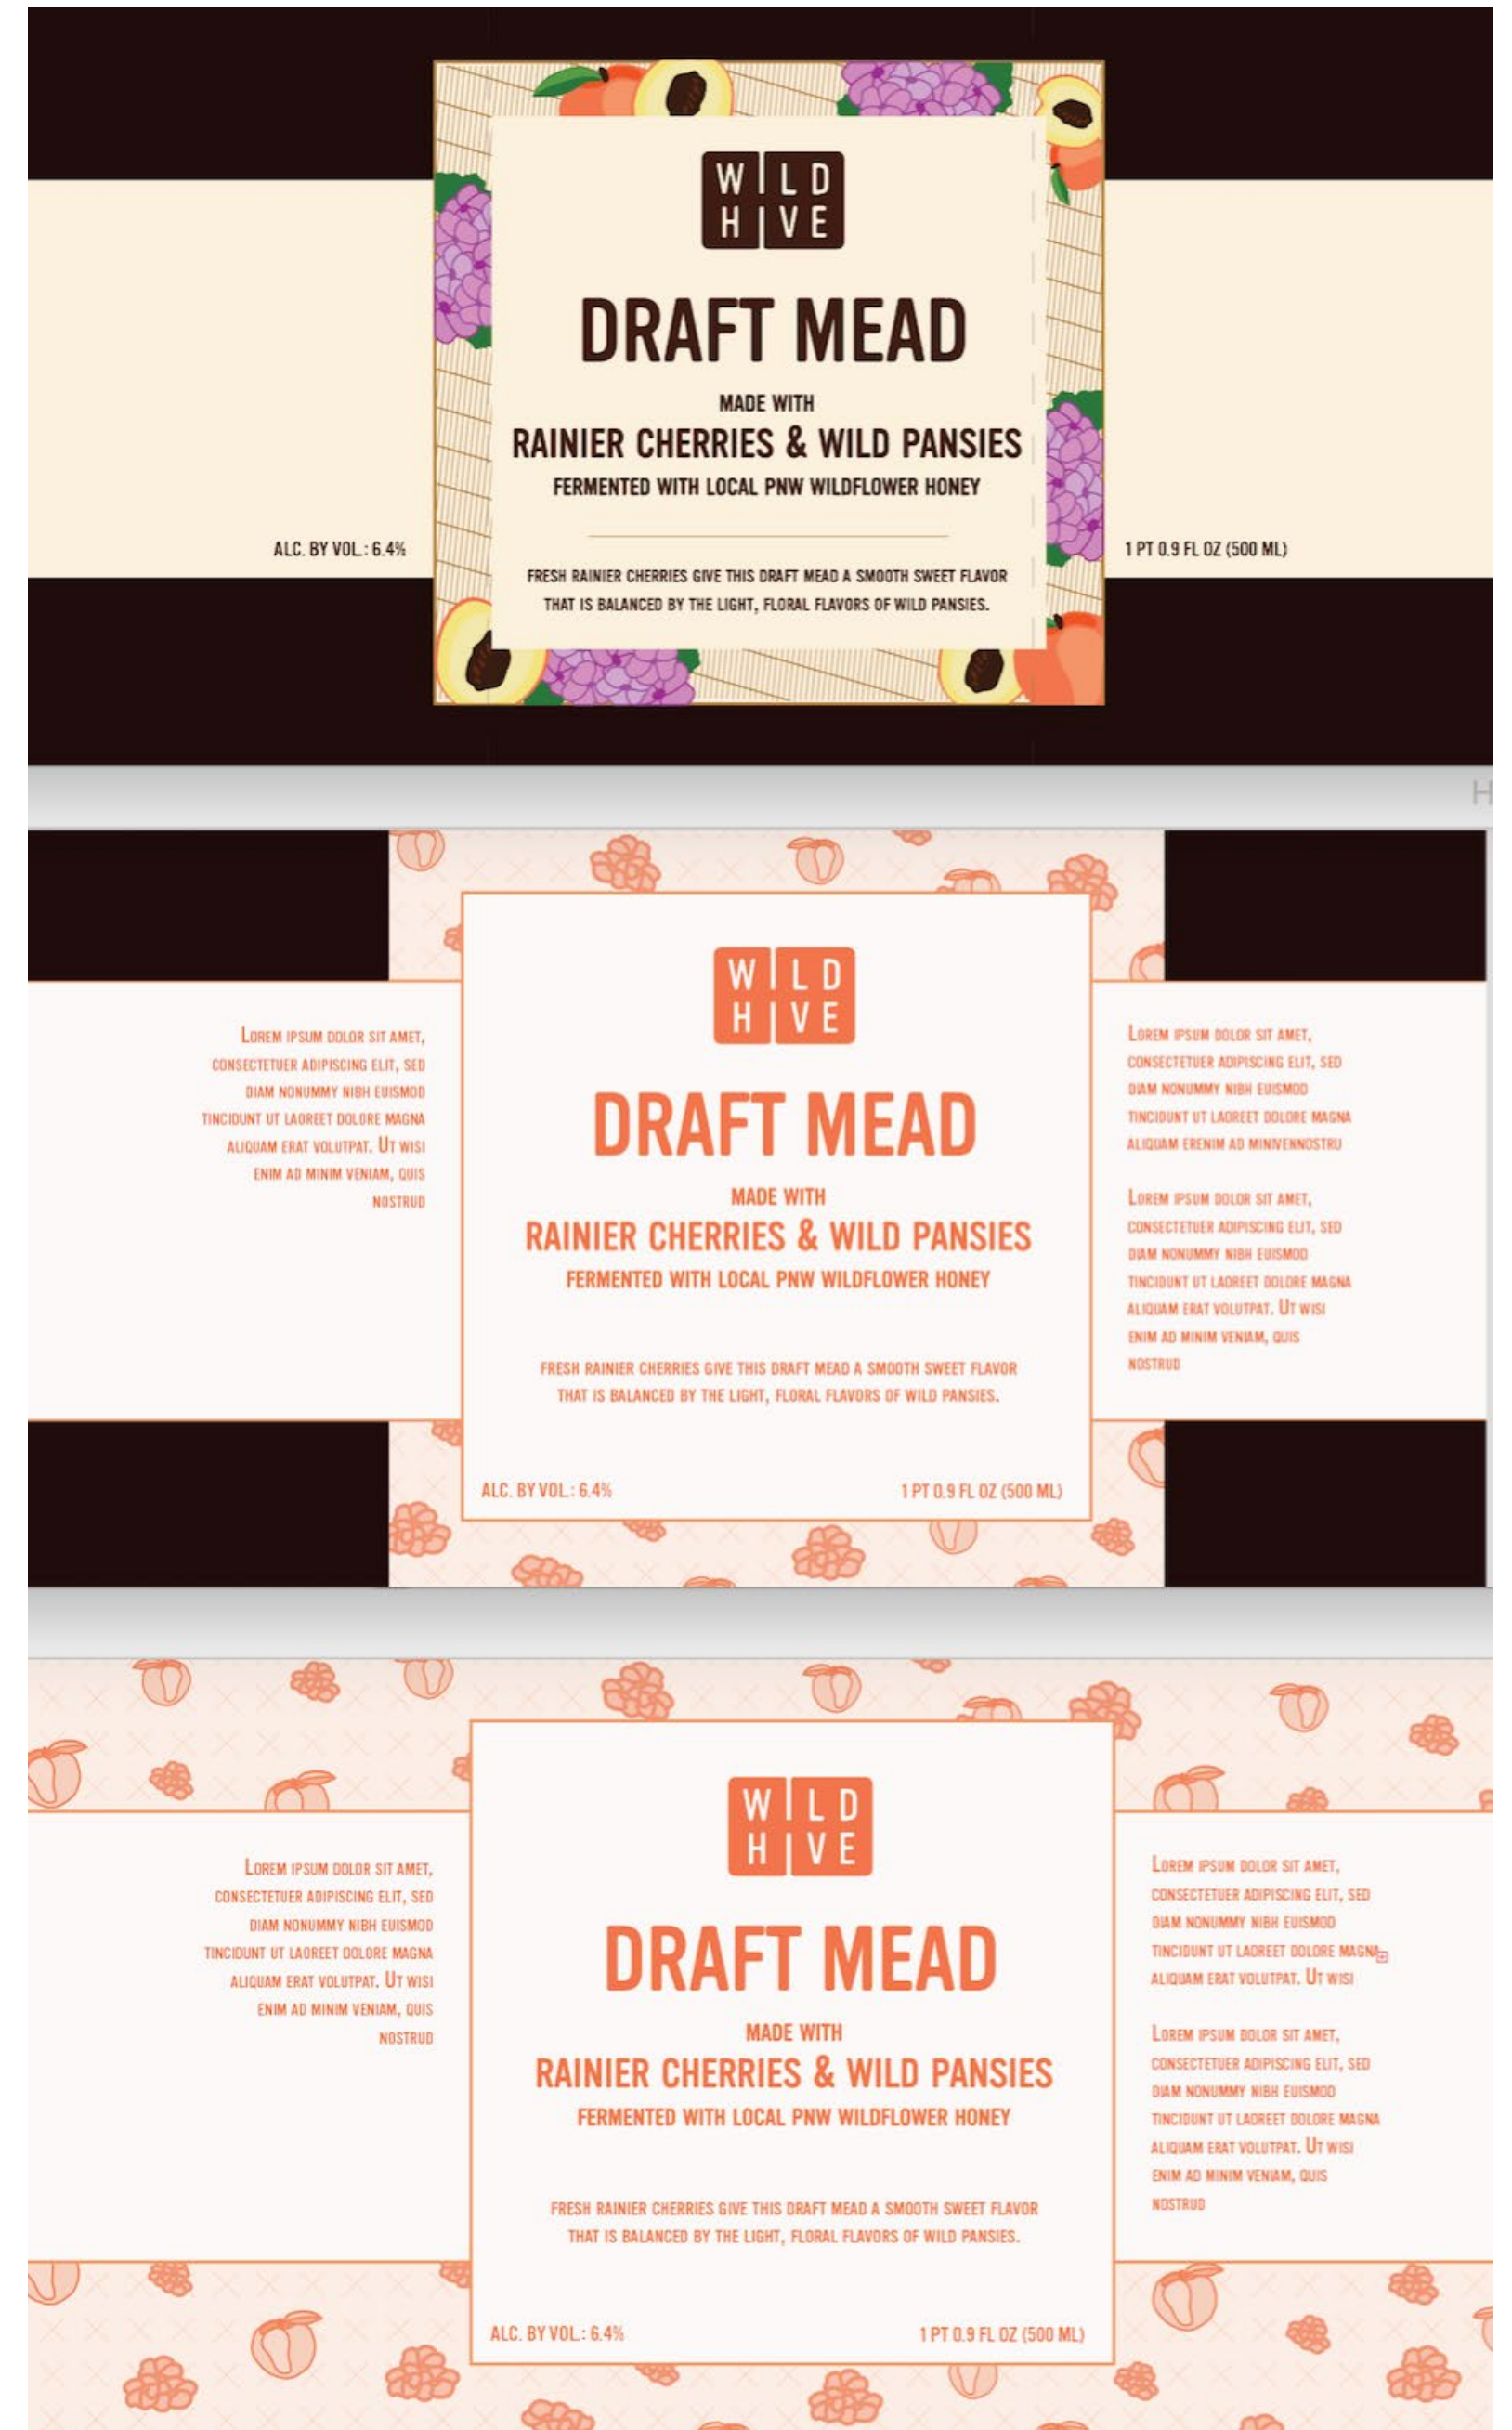 WILD
HIVE
DRAFT MEAD
MADE WITH
RAINIER CHERRIES & WILD PANSIES
FERMENTED WITH LOCAL PNW WILDFLOWER HONEY
ALC. BY VOL.: 6.4%
1 PT 0.9 FL OZ (500 ML)
FRESH RAINIER CHERRIES GIVE THIS DRAFT MEAD A SMOOTH SWEET FLAVOR
THAT IS BALANCED BY THE LIGHT, FLORAL FLAVORS OF WILD PANSIES.
H
LOREM IPSUM DOLOR SIT AMET,
CONSECTETUER ADIPISCING ELIT, SED
DIAM NONUMMY NIBH EUISMOD
TINCIDUNT UT LAOREET DOLORE MAGNA
ALIQUAM ERAT VOLUTPAT. UT WISI
ENIM AD MINIM VENIAM, QUIS
NOSTRUD
WILD
HIVE
DRAFT MEAD
MADE WITH
RAINIER CHERRIES & WILD PANSIES
FERMENTED WITH LOCAL PNW WILDFLOWER HONEY
FRESH RAINIER CHERRIES GIVE THIS DRAFT MEAD A SMOOTH SWEET FLAVOR
THAT IS BALANCED BY THE LIGHT, FLORAL FLAVORS OF WILD PANSIES.
ALC. BY VOL.: 6.4%
1 PT 0.9 FL OZ (500 ML)
LOREM IPSUM DOLOR SIT AMET,
CONSECTETUER ADIPISCING ELIT, SED
DIAM NONUMMY NIBH EUISMOD
TINCIDUNT UT LAOREET DOLORE MAGNA
ALIQUAM ERENIM AD MINIVENNOSTRU
LOREM IPSUM DOLOR SIT AMET,
CONSECTETUER ADIPISCING ELIT, SED
DIAM NONUMMY NIBH EUISMOD
TINCIDUNT UT LAOREET DOLORE MAGNA
ALIQUAM ERAT VOLUTPAT. UT WISI
ENIM AD MINIM VENIAM, QUIS
NOSTRUD
LOREM IPSUM DOLOR SIT AMET,
CONSECTETUER ADIPISCING ELIT, SED
DIAM NONUMMY NIBH EUISMOD
TINCIDUNT UT LAOREET DOLORE MAGNA
ALIQUAM ERAT VOLUTPAT. UT WISI
ENIM AD MINIM VENIAM, QUIS
NOSTRUD
WILD
HIVE
DRAFT MEAD
MADE WITH
RAINIER CHERRIES & WILD PANSIES
FERMENTED WITH LOCAL PNW WILDFLOWER HONEY
FRESH RAINIER CHERRIES GIVE THIS DRAFT MEAD A SMOOTH SWEET FLAVOR
THAT IS BALANCED BY THE LIGHT, FLORAL FLAVORS OF WILD PANSIES.
ALC. BY VOL.: 6.4%
1 PT 0.9 FL OZ (500 ML)
LOREM IPSUM DOLOR SIT AMET,
CONSECTETUER ADIPISCING ELIT, SED
DIAM NONUMMY NIBH EUISMOD
TINCIDUNT UT LAOREET DOLORE MAGNA
ALIQUAM ERAT VOLUTPAT. UT WISI
LOREM IPSUM DOLOR SIT AMET,
CONSECTETUER ADIPISCING ELIT, SED
DIAM NONUMMY NIBH EUISMOD
TINCIDUNT UT LAOREET DOLORE MAGNA
ALIQUAM ERAT VOLUTPAT. UT WISI
ENIM AD MINIM VENIAM, QUIS
NOSTRUD